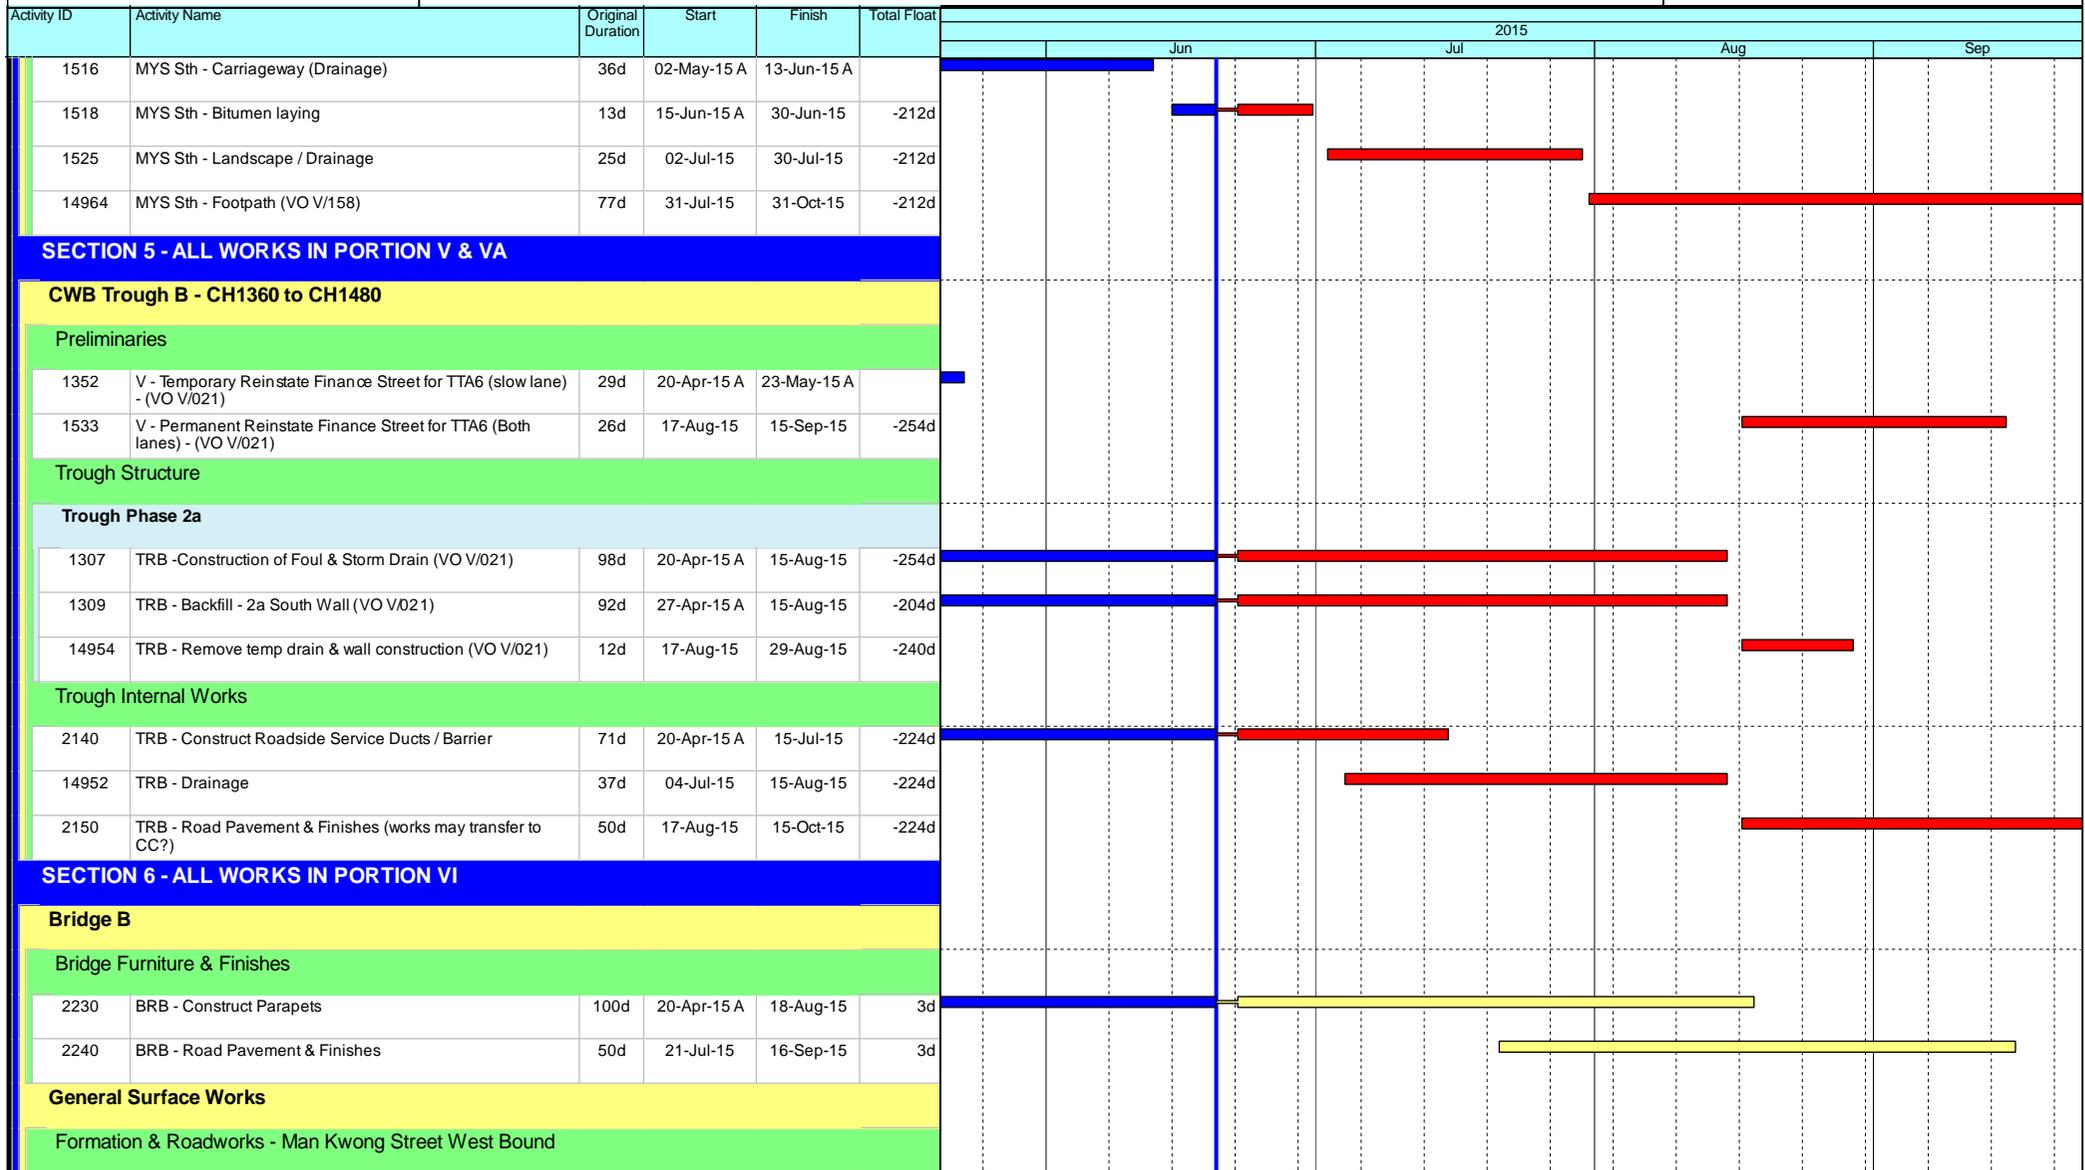 Activity ID Activity Name Original Duration Start Finish Total Float
2015
Jun Jul Aug Sep
1516 MYS Sth - Carriageway (Drainage) 36d 02-May-15 A 13-Jun-15 A
1518 MYS Sth - Bitumen laying 13d 15-Jun-15 A 30-Jun-15 -212d
1525 MYS Sth - Landscape / Drainage 25d 02-Jul-15 30-Jul-15 -212d
14964 MYS Sth - Footpath (VO V/158) 77d 31-Jul-15 31-Oct-15 -212d
SECTION 5 - ALL WORKS IN PORTION V & VA
CWB Trough B - CH1360 to CH1480
Preliminaries
1352 V - Temporary Reinstate Finance Street for TTA6 (slow lane) 29d 20-Apr-15 A 23-May-15 A
- (VO V/021)
1533 V - Permanent Reinstate Finance Street for TTA6 (Both 26d 17-Aug-15 15-Sep-15 -254d
lanes) - (VO V/021)
Trough Structure
Trough Phase 2a
1307 TRB -Construction of Foul & Storm Drain (VO V/021) 98d 20-Apr-15 A 15-Aug-15 -254d
1309 TRB - Backfill - 2a South Wall (VO V/021) 92d 27-Apr-15 A 15-Aug-15 -204d
14954 TRB - Remove temp drain & wall construction (VO V/021) 12d 17-Aug-15 29-Aug-15 -240d
Trough Internal Works
2140 TRB - Construct Roadside Service Ducts / Barrier 71d 20-Apr-15 A 15-Jul-15 -224d
14952 TRB - Drainage 37d 04-Jul-15 15-Aug-15 -224d
2150 TRB - Road Pavement & Finishes (works may transfer to 50d 17-Aug-15 15-Oct-15 -224d
CC?)
SECTION 6 - ALL WORKS IN PORTION VI
Bridge B
Bridge Furniture & Finishes
2230 BRB - Construct Parapets 100d 20-Apr-15 A 18-Aug-15 3d
2240 BRB - Road Pavement & Finishes 50d 21-Jul-15 16-Sep-15 3d
General Surface Works
Formation & Roadworks - Man Kwong Street West Bound